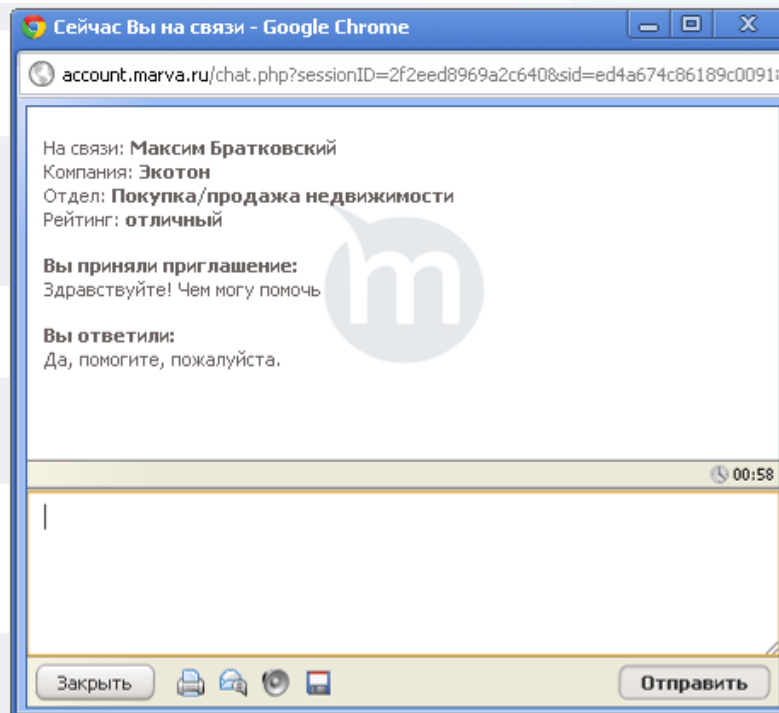 Сейчас Вы на связи - Google Chrome
account.marva.ru/chat.php?sessionID=2f2eed8969a2c640&sid=ed4a674c86189c0091
На связи: Максим Братковский
Компания: Экотон
Отдел: Покупка/продажа недвижимости
Рейтинг: отличный
m
Вы приняли приглашение:
Здравствуйте! Чем могу помочь
Вы ответили:
Да, помогите, пожалуйста.
00:58
Закрыть
Отправить